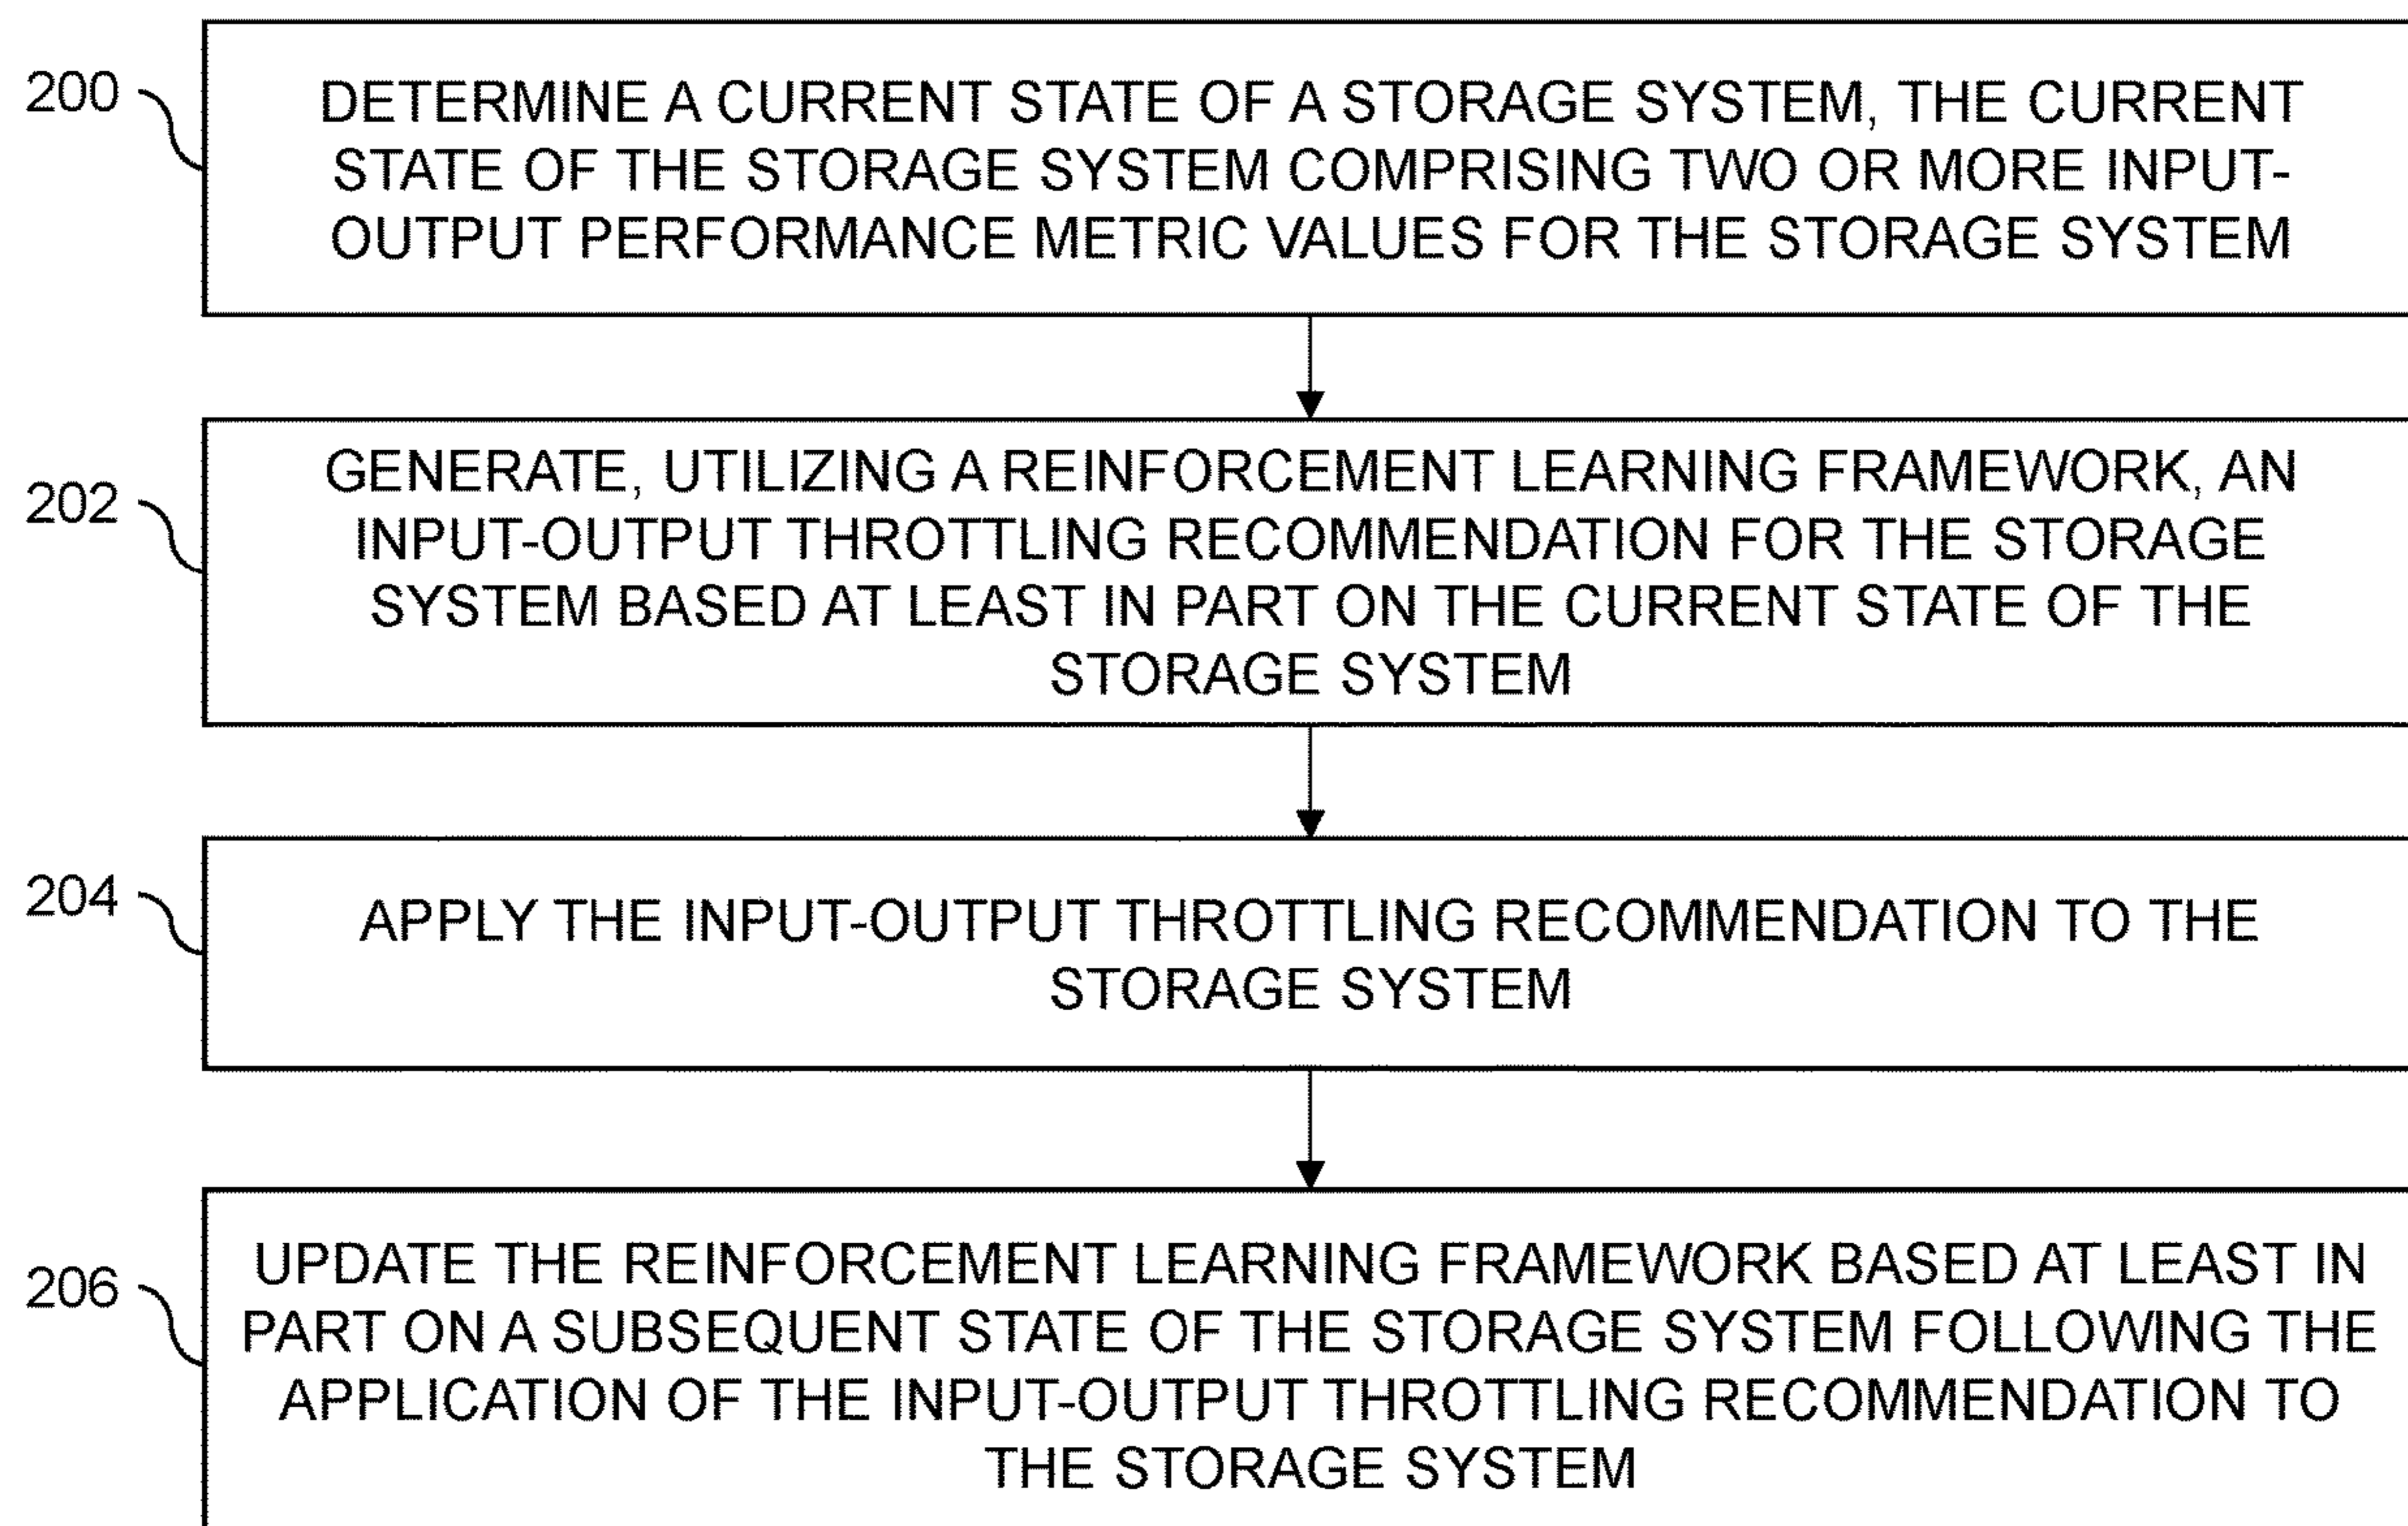 200
DETERMINE A CURRENT STATE OF A STORAGE SYSTEM, THE CURRENT
STATE OF THE STORAGE SYSTEM COMPRISING TWO OR MORE INPUT-
OUTPUT PERFORMANCE METRIC VALUES FOR THE STORAGE SYSTEM
202
GENERATE, UTILIZING A REINFORCEMENT LEARNING FRAMEWORK, AN
INPUT-OUTPUT THROTTLING RECOMMENDATION FOR THE STORAGE
SYSTEM BASED AT LEAST IN PART ON THE CURRENT STATE OF THE
STORAGE SYSTEM
204
APPLY THE INPUT-OUTPUT THROTTLING RECOMMENDATION TO THE
STORAGE SYSTEM
206
UPDATE THE REINFORCEMENT LEARNING FRAMEWORK BASED AT LEAST IN
PART ON A SUBSEQUENT STATE OF THE STORAGE SYSTEM FOLLOWING THE
APPLICATION OF THE INPUT-OUTPUT THROTTLING RECOMMENDATION TO
THE STORAGE SYSTEM